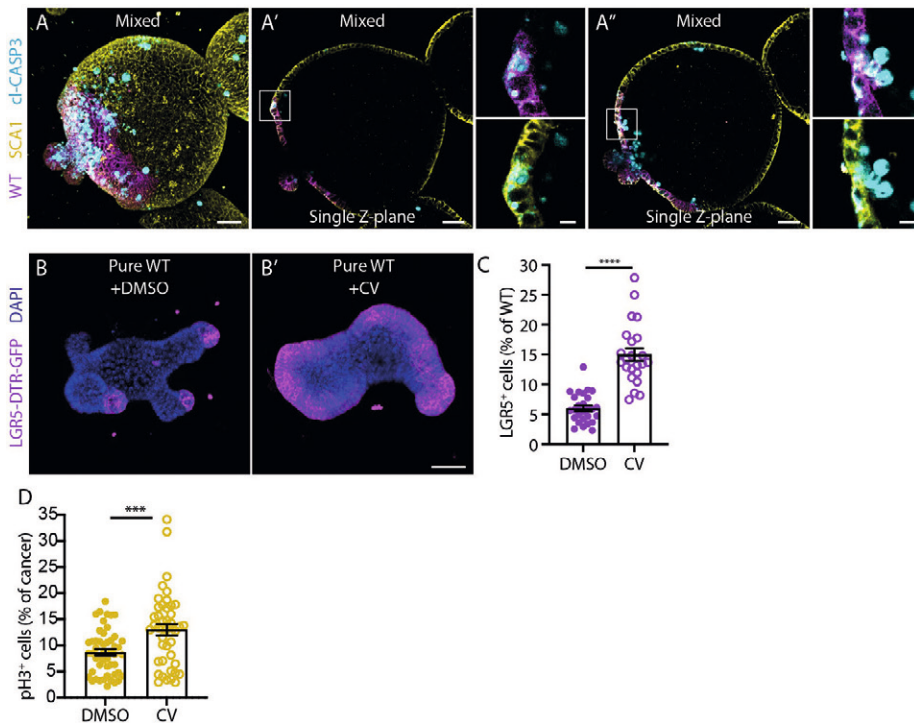 A
Mixed
A'
Mixed
A"
Mixed
WT SCA1 cl-CASP3
Single Z-plane
Single Z-plane
B
Pure WT
+DMSO
B'
Pure WT
+CV
LGR5-DTR-GFP DAPI
C
LGR5+ cells (% of WT)
30
25
20
15
10
5
0
****
DMSO
CV
D
pH3+ cells (% of cancer)
35
30
25
20
15
10
5
0
***
DMSO
CV